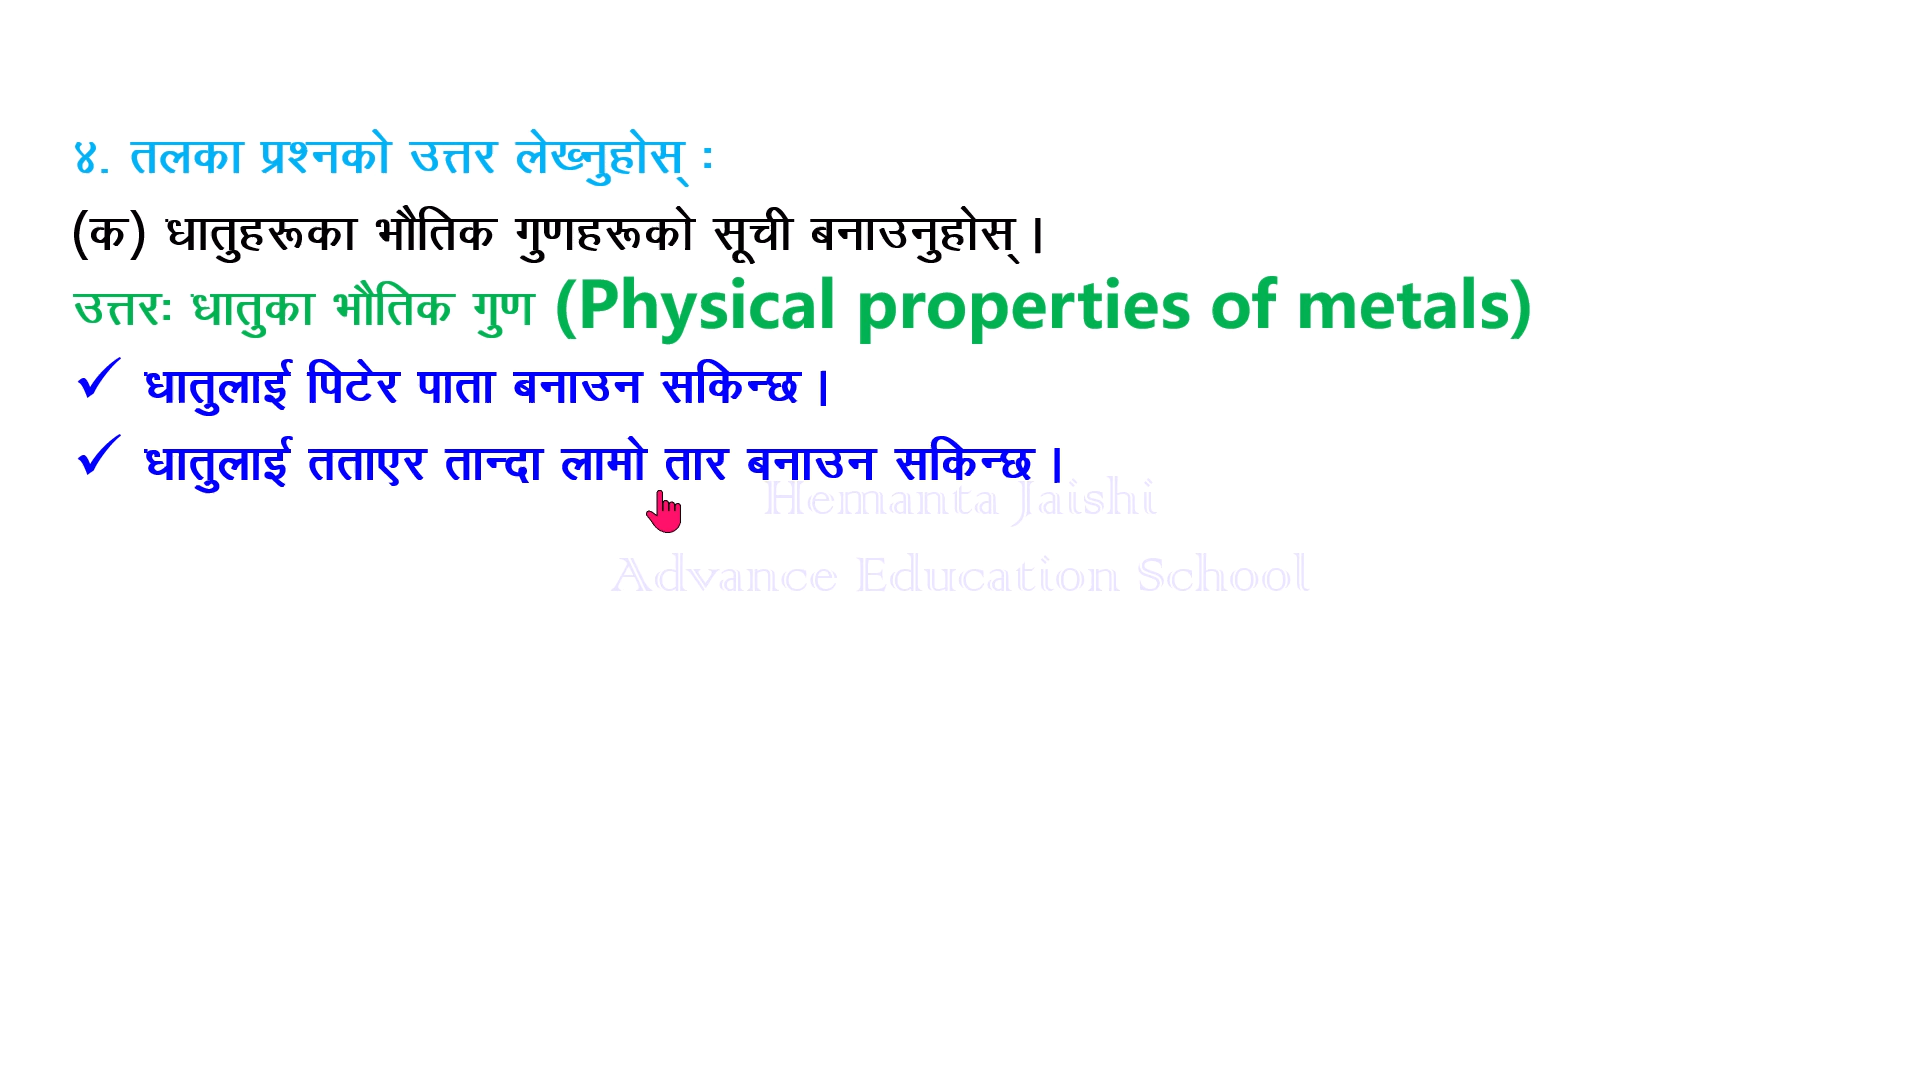 ४. तलका प्रश्नको उत्तर लेख्नुहोस् :
(क) धातुहरूका भौतिक गुणहरूको सूची बनाउनुहोस् ।
उत्तरः धातुका भौतिक गुण (Physical properties of metals)
✓ धातुलाई पिटेर पाता बनाउन सकिन्छ ।
✓ धातुलाई तताएर तान्दा लामो तार बनाउन सकिन्छ ।
Hemanta Jaishi
Advance Education School